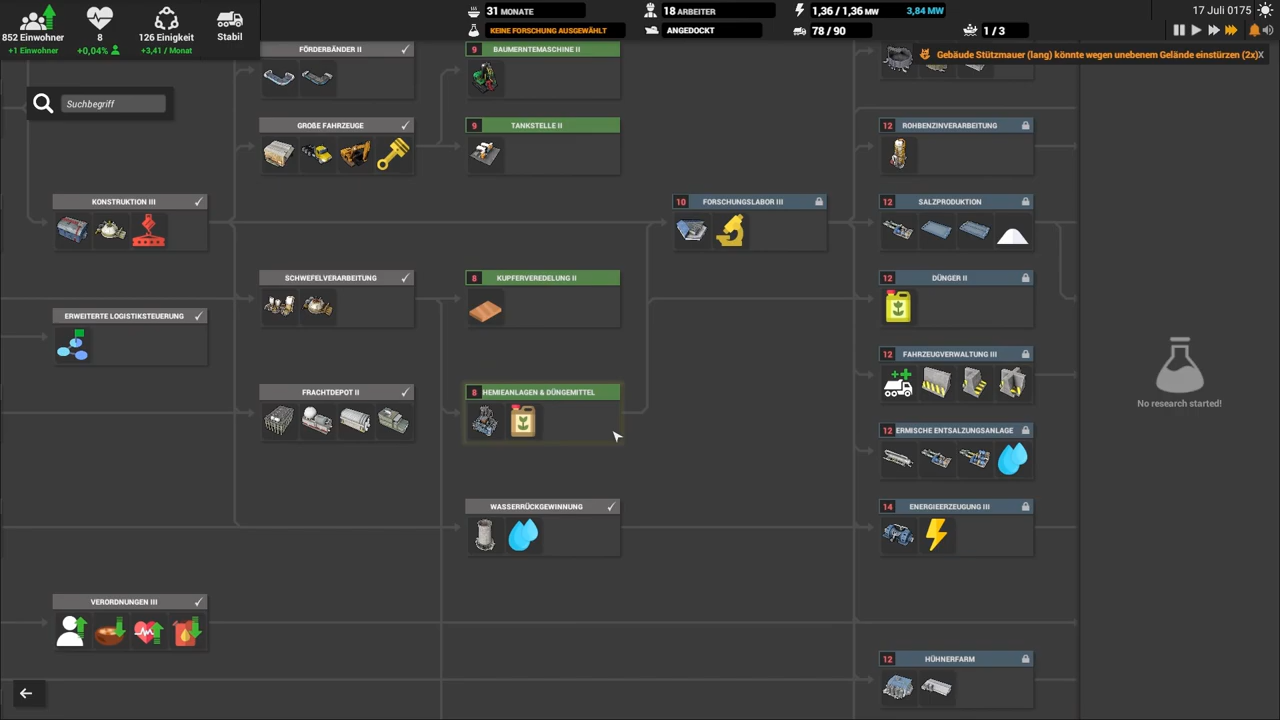 31 MONATE
18 ARBEITER
1,36 / 1,36 MW
3,84 MW
17 Juli 0175
852 Einwohner
8
126 Einigkeit
Stabil
KEINE FORSCHUNG AUSGEWÄHLT
ANGEDOCKT
78 / 90
1 / 3
+1 Einwohner
+0,04%
+3,41 / Monat
FÖRDERBÄNDER II
9 BAUMERNTEMASCHINE II
Gebäude Stützmauer (lang) könnte wegen unebenem Gelände einstürzen (2x)X
Suchbegriff
GROẞE FAHRZEUGE
9 TANKSTELLE II
12 ROHBENZINVERARBEITUNG
KONSTRUKTION III
10 FORSCHUNGSLABOR III
12 SALZPRODUKTION
SCHWEFELVERARBEITUNG
8 KUPFERVEREDELUNG II
12 DÜNGER II
ERWEITERTE LOGISTIKSTEUERUNG
12 FAHRZEUGVERWALTUNG III
FRACHTDEPOT II
8 HEMIEANLAGEN & DÜNGEMITTEL
No research started!
12 ERMISCHE ENTSALZUNGSANLAGE
WASSERRÜCKGEWINNUNG
14 ENERGIEERZEUGUNG III
VERORDNUNGEN III
12 HÜHNERFARM